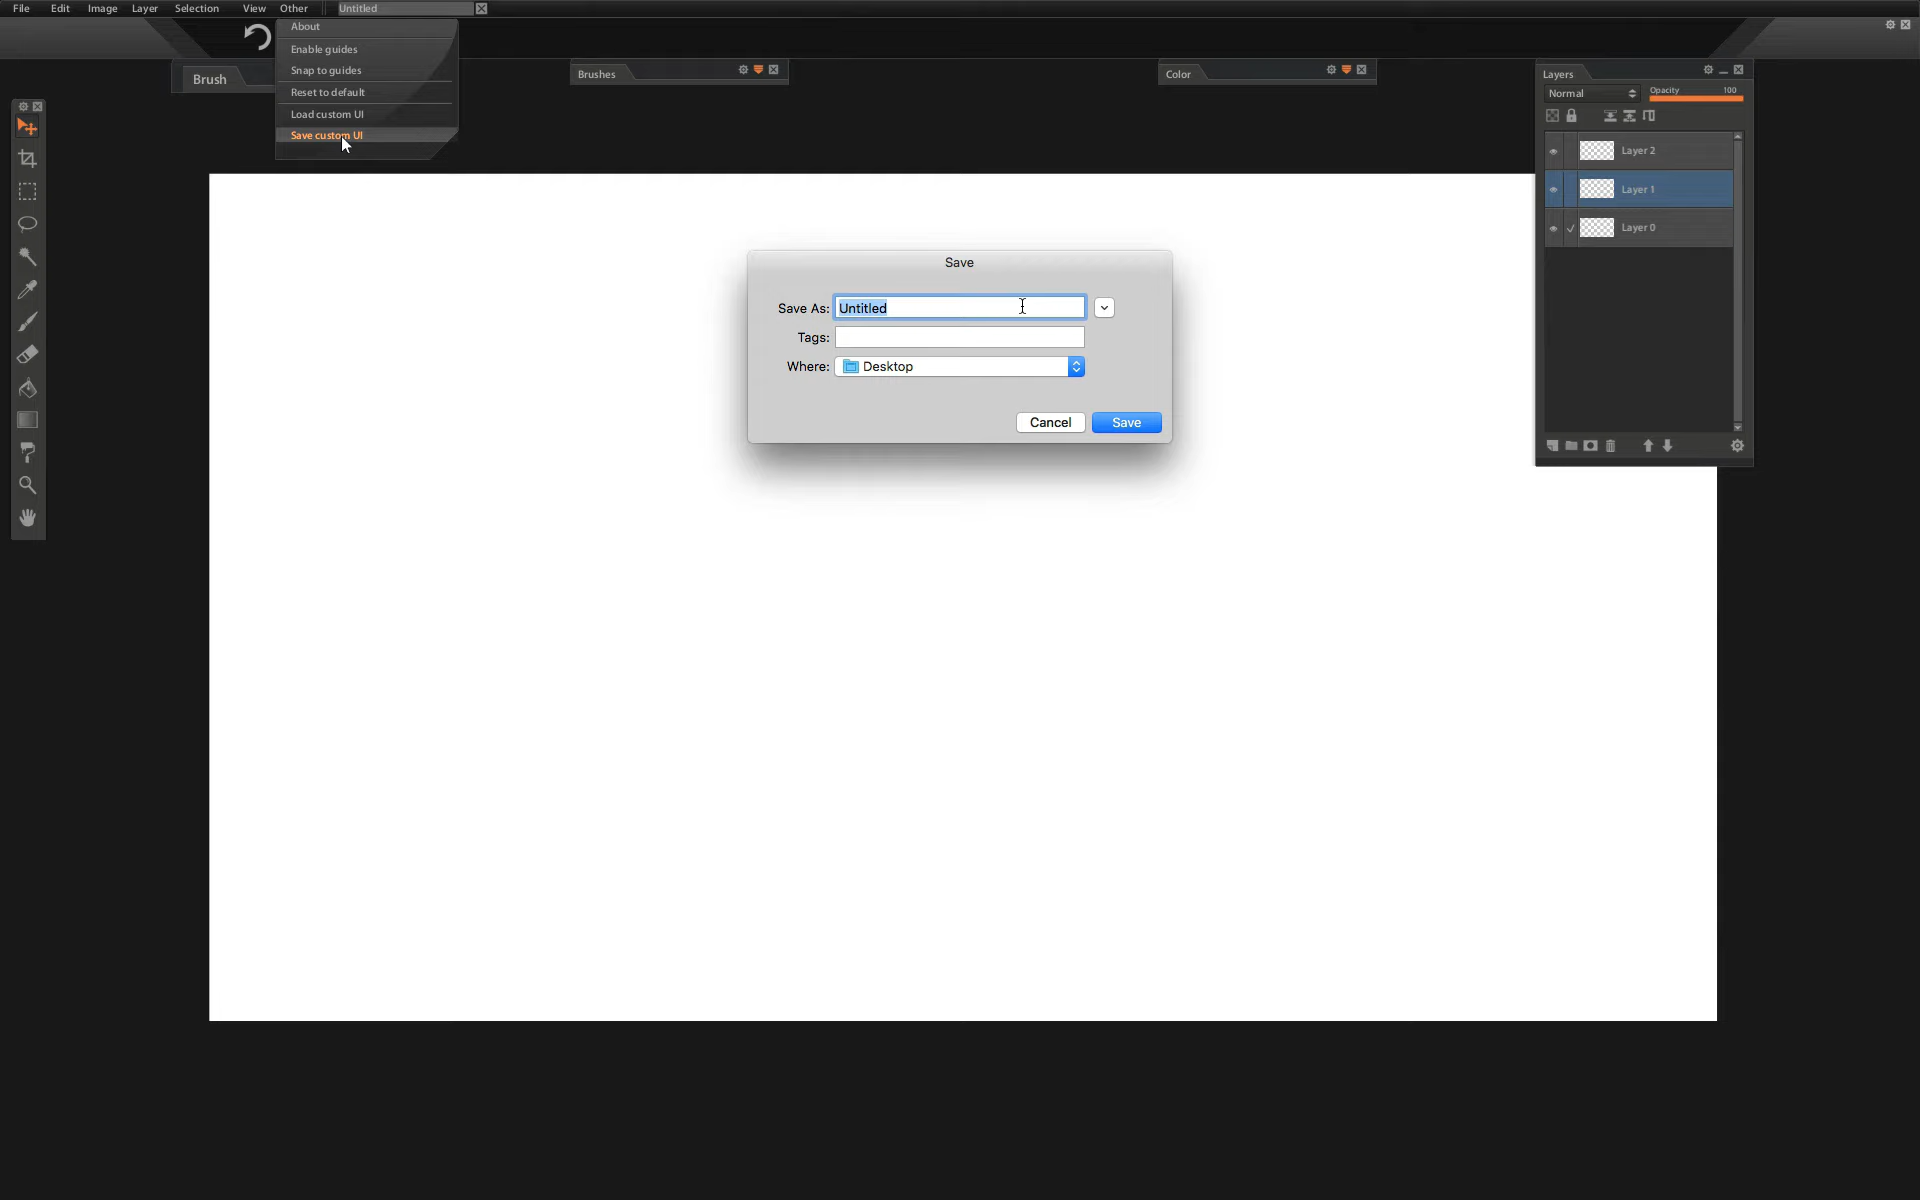 File Edit Image Layer Selection View Other Untitled
About
Enable guides
Snap to guides
Reset to default
Load custom UI
Save custom UI
Brush
Brushes
Color
Layers
Normal Opacity 100
Layer 2
Layer 1
Layer 0
Save
Save As: Untitled
Tags:
Where: Desktop
Cancel Save